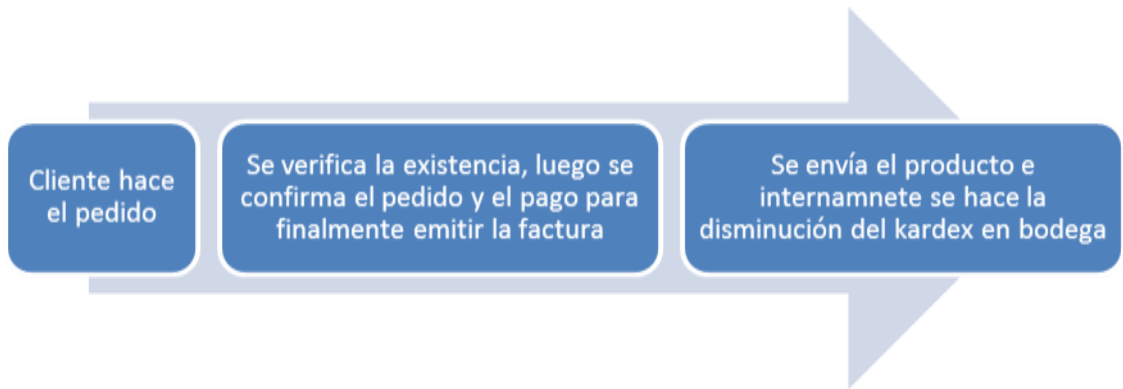 Cliente hace
el pedido
Se verifica la existencia, luego se
confirma el pedido y el pago para
finalmente emitir la factura
Se envía el producto e
internamnete se hace la
disminución del kardex en bodega